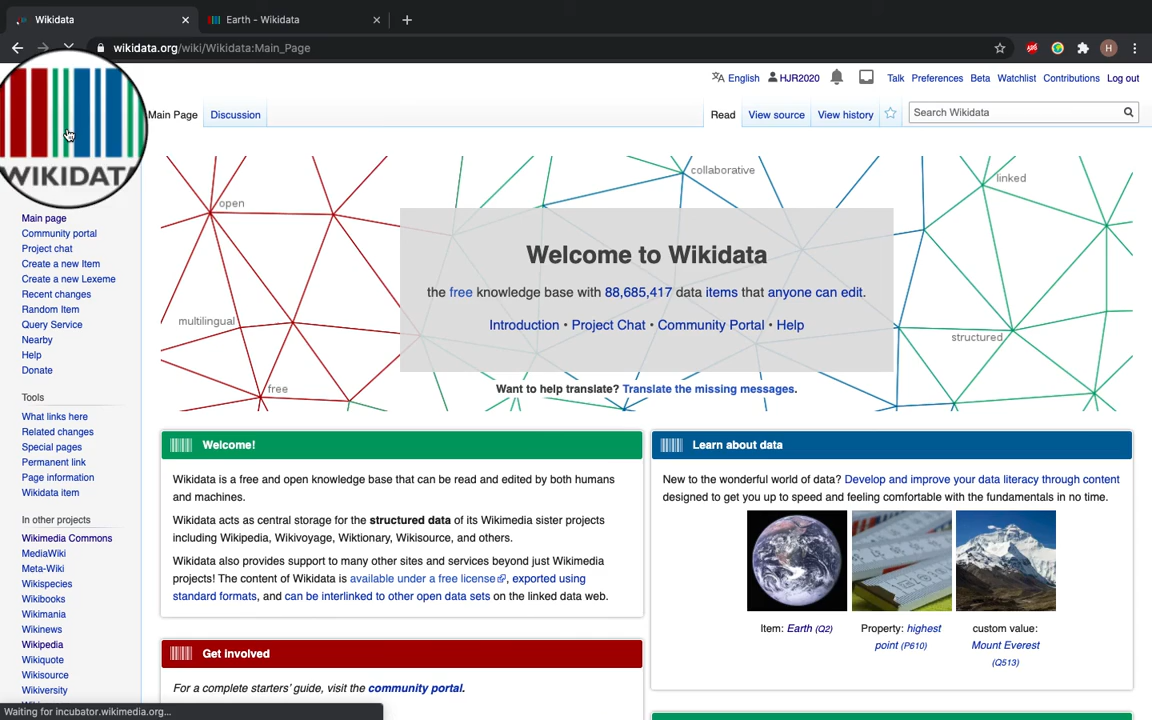 Wikidata
Earth - Wikidata
wikidata.org/wiki/Wikidata:Main_Page
H
English
HJR2020
Talk
Preferences
Beta
Watchlist
Contributions
Log out
WIKIDATA
Main Page
Discussion
Read
View source
View history
Search Wikidata
Main page
Community portal
Project chat
Create a new Item
Create a new Lexeme
Recent changes
Random Item
Query Service
Nearby
Help
Donate
Tools
What links here
Related changes
Special pages
Permanent link
Page information
Wikidata item
In other projects
Wikimedia Commons
MediaWiki
Meta-Wiki
Wikispecies
Wikibooks
Wikimania
Wikinews
Wikipedia
Wikiquote
Wikisource
Wikiversity
open
collaborative
linked
multilingual
structured
free
Welcome to Wikidata
the free knowledge base with 88,685,417 data items that anyone can edit.
Introduction • Project Chat • Community Portal • Help
Want to help translate? Translate the missing messages.
Welcome!
Wikidata is a free and open knowledge base that can be read and edited by both humans
and machines.
Wikidata acts as central storage for the structured data of its Wikimedia sister projects
including Wikipedia, Wikivoyage, Wiktionary, Wikisource, and others.
Wikidata also provides support to many other sites and services beyond just Wikimedia
projects! The content of Wikidata is available under a free license, exported using
standard formats, and can be interlinked to other open data sets on the linked data web.
Get involved
For a complete starters' guide, visit the community portal.
Learn about data
New to the wonderful world of data? Develop and improve your data literacy through content
designed to get you up to speed and feeling comfortable with the fundamentals in no time.
Item: Earth (Q2)
Property: highest
point (P610)
custom value:
Mount Everest
(Q513)
Waiting for incubator.wikimedia.org...